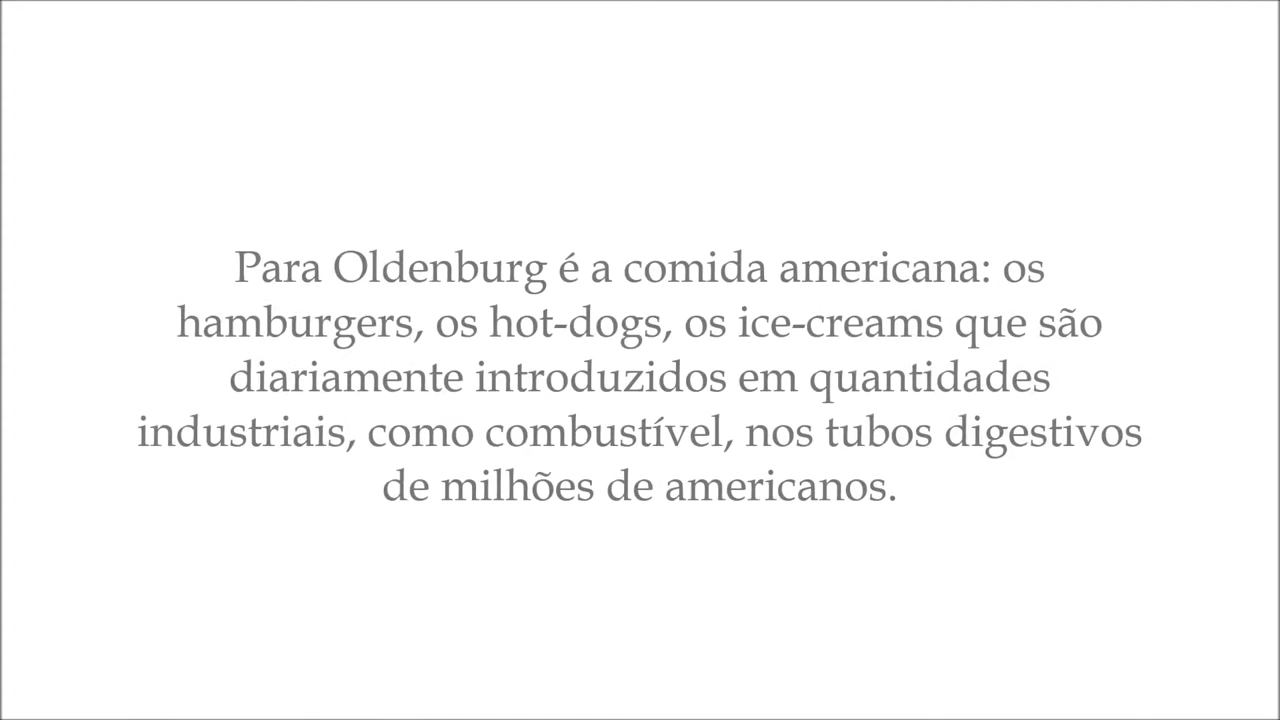 Para Oldenburg é a comida americana: os
hamburgers, os hot-dogs, os ice-creams que são
diariamente introduzidos em quantidades
industriais, como combustível, nos tubos digestivos
de milhões de americanos.